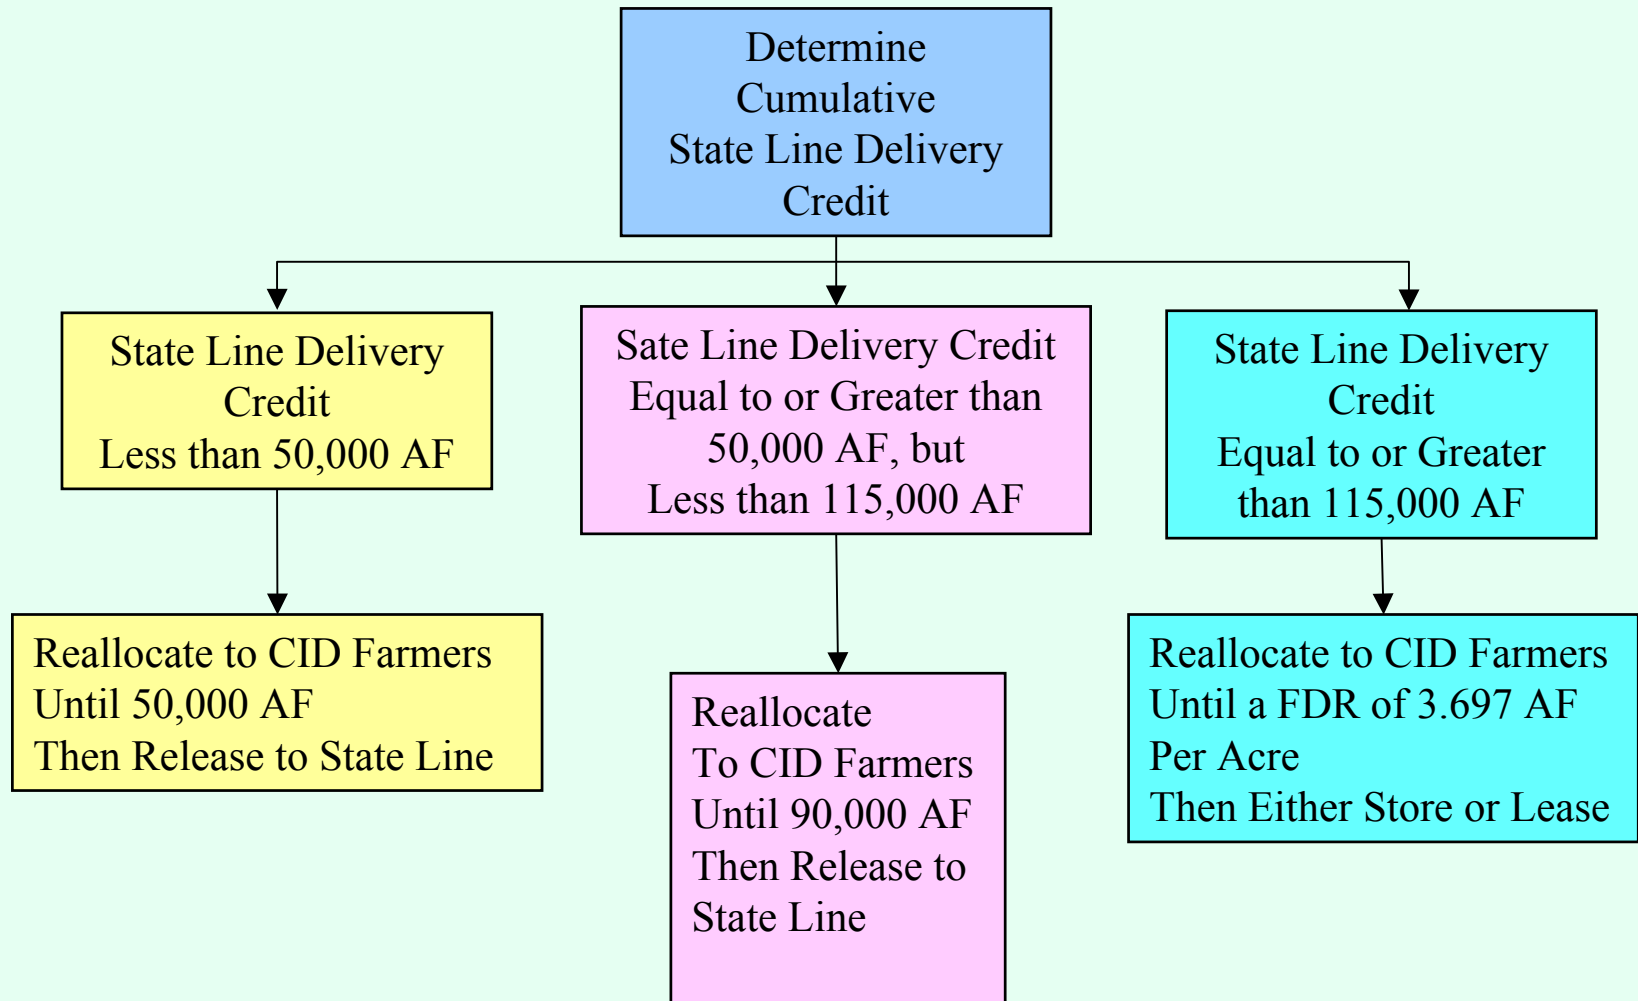 Determine
Cumulative
State Line Delivery
Credit
State Line Delivery
Credit
Less than 50,000 AF
Sate Line Delivery Credit
Equal to or Greater than
50,000 AF, but
Less than 115,000 AF
State Line Delivery
Credit
Equal to or Greater
than 115,000 AF
Reallocate to CID Farmers
Until 50,000 AF
Then Release to State Line
Reallocate
To CID Farmers
Until 90,000 AF
Then Release to
State Line
Reallocate to CID Farmers
Until a FDR of 3.697 AF
Per Acre
Then Either Store or Lease